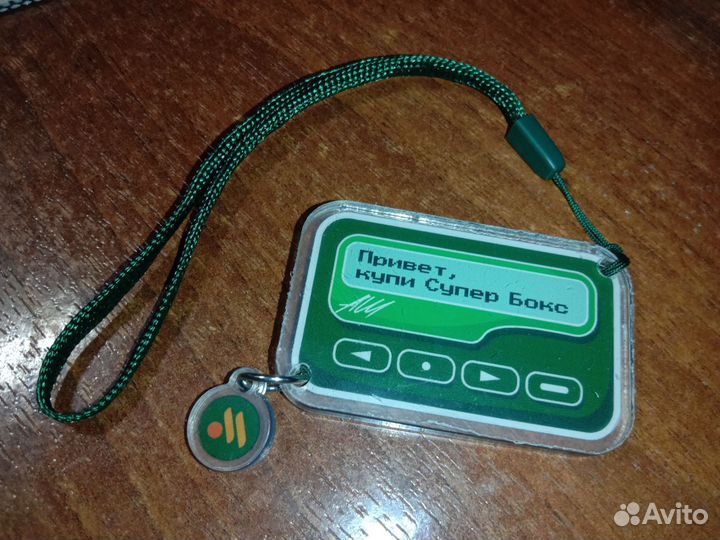 Привет,
купи Супер Бокс
Avito